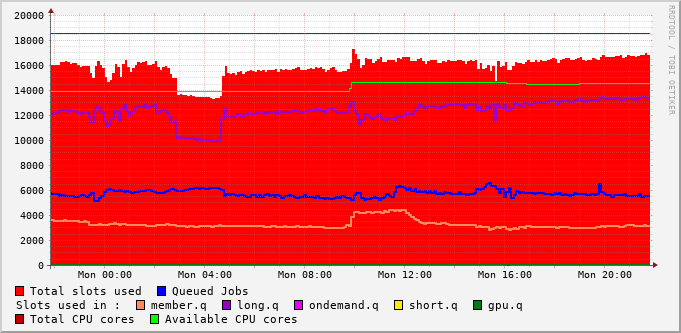 RRDTOOL / TOBI OETIKER
20000
18000
16000
14000
12000
10000
8000
6000
4000
2000
0
Mon 00:00 Mon 04:00 Mon 08:00 Mon 12:00 Mon 16:00 Mon 20:00
Total slots used Queued Jobs
Slots used in : member.q long.q ondemand.q short.q gpu.q
Total CPU cores Available CPU cores